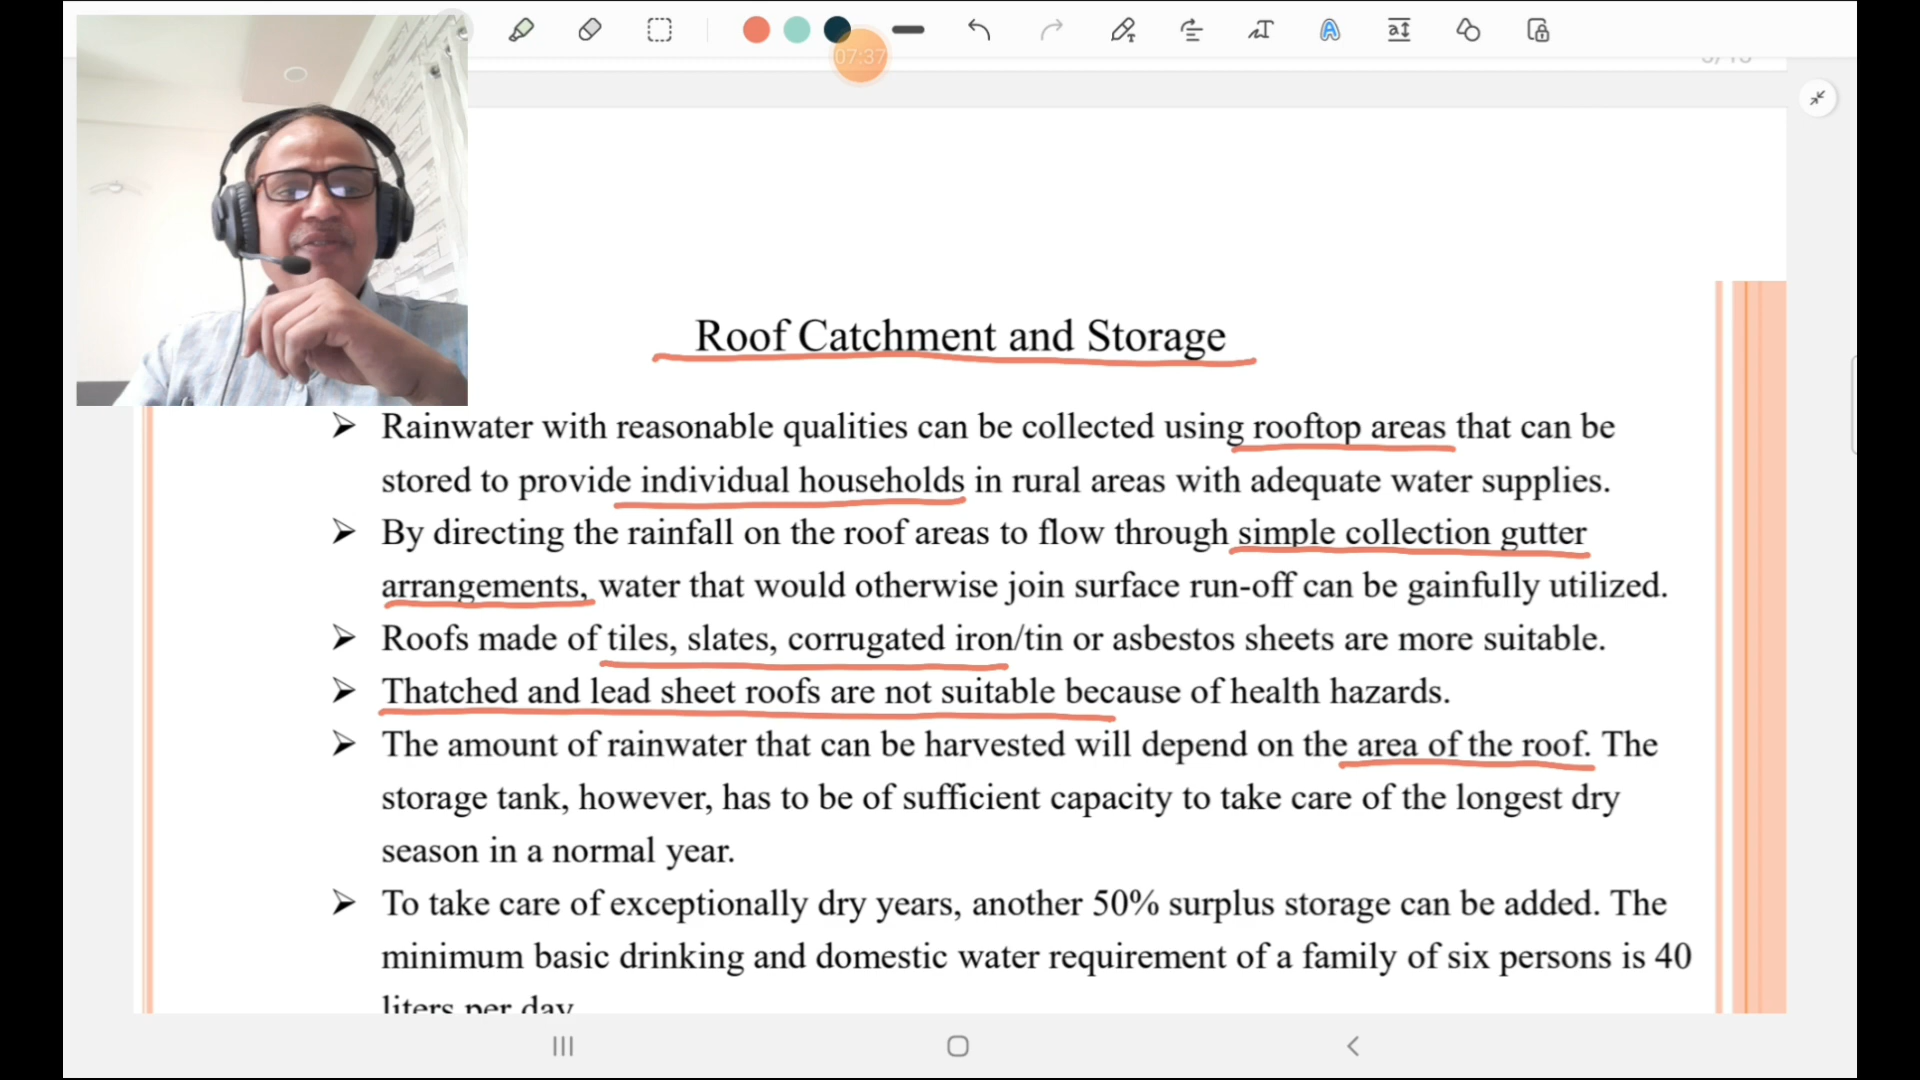 07:37
Roof Catchment and Storage
➢ Rainwater with reasonable qualities can be collected using rooftop areas that can be
stored to provide individual households in rural areas with adequate water supplies.
➢ By directing the rainfall on the roof areas to flow through simple collection gutter
arrangements, water that would otherwise join surface run-off can be gainfully utilized.
➢ Roofs made of tiles, slates, corrugated iron/tin or asbestos sheets are more suitable.
➢ Thatched and lead sheet roofs are not suitable because of health hazards.
➢ The amount of rainwater that can be harvested will depend on the area of the roof. The
storage tank, however, has to be of sufficient capacity to take care of the longest dry
season in a normal year.
➢ To take care of exceptionally dry years, another 50% surplus storage can be added. The
minimum basic drinking and domestic water requirement of a family of six persons is 40
liters per day